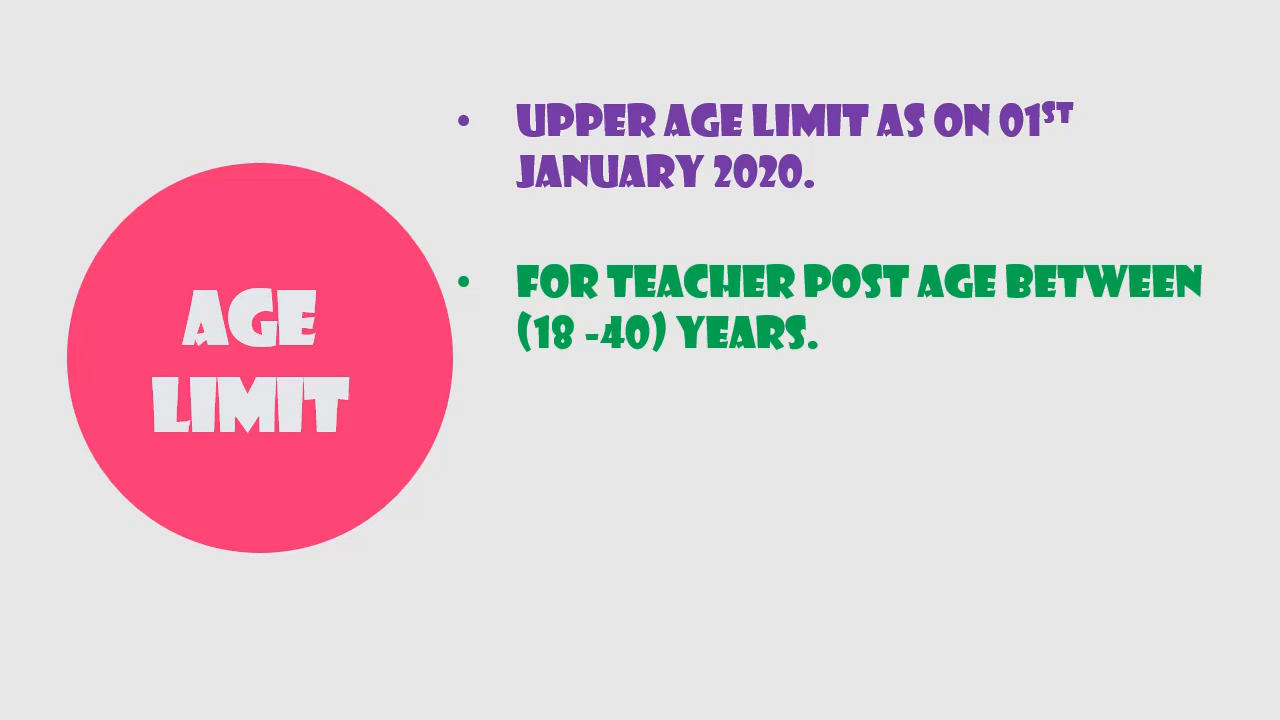 AGE
LIMIT
• UPPER AGE LIMIT AS ON 01ST
JANUARY 2020.
• FOR TEACHER POST AGE BETWEEN
(18 -40) YEARS.